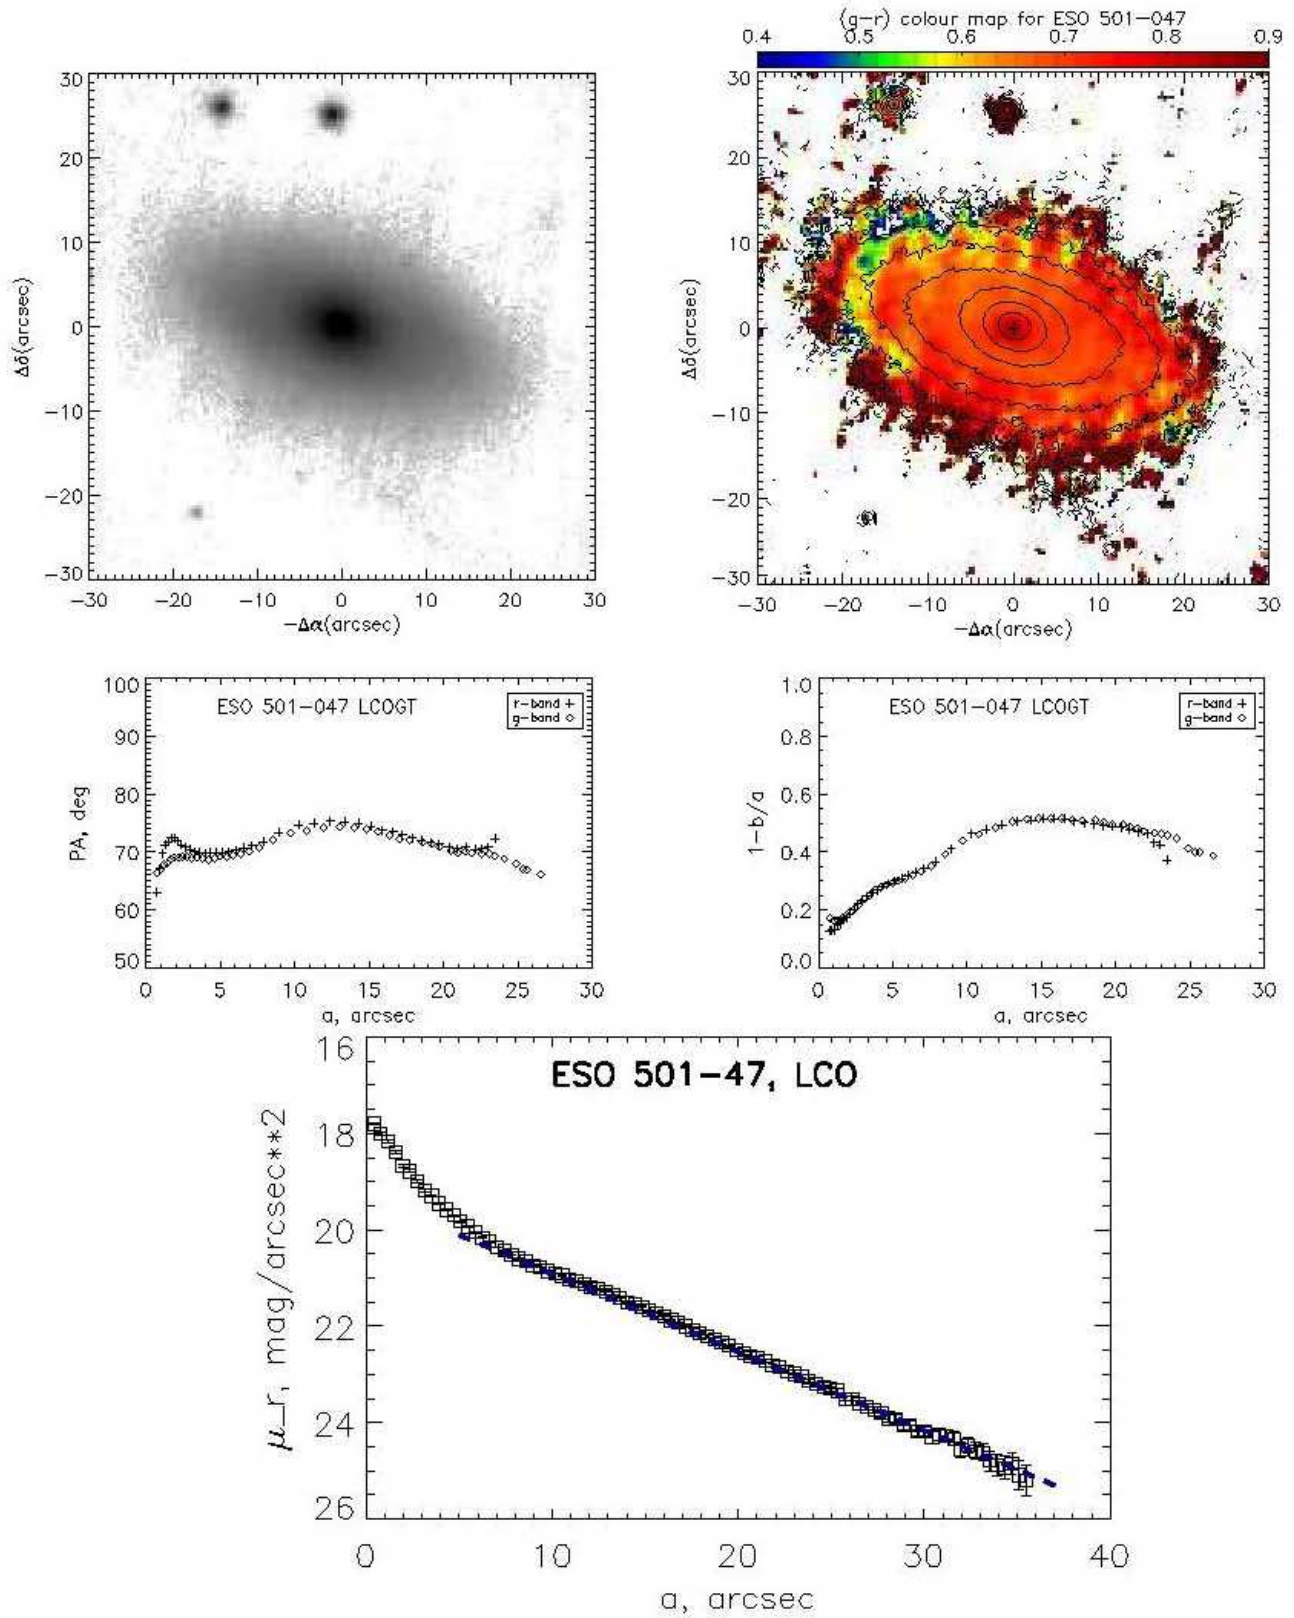 (g-r) colour map for ESO 501-047
0.4 0.5 0.6 0.7 0.8 0.9
30
20
10
0
-10
-20
-30
Δδ(arcsec)
-30 -20 -10 0 10 20 30
-Δα(arcsec)
30
20
10
0
-10
-20
-30
Δδ(arcsec)
-30 -20 -10 0 10 20 30
-Δα(arcsec)
ESO 501-047 LCOGT
r-band +
g-band ◇
100
90
80
70
60
50
PA, deg
0 5 10 15 20 25 30
a, arcsec
ESO 501-047 LCOGT
r-band +
g-band ◇
1.0
0.8
0.6
0.4
0.2
0.0
1-b/a
0 5 10 15 20 25 30
a, arcsec
ESO 501-47, LCO
16
18
20
22
24
26
μ_r, mag/arcsec**2
0 10 20 30 40
a, arcsec